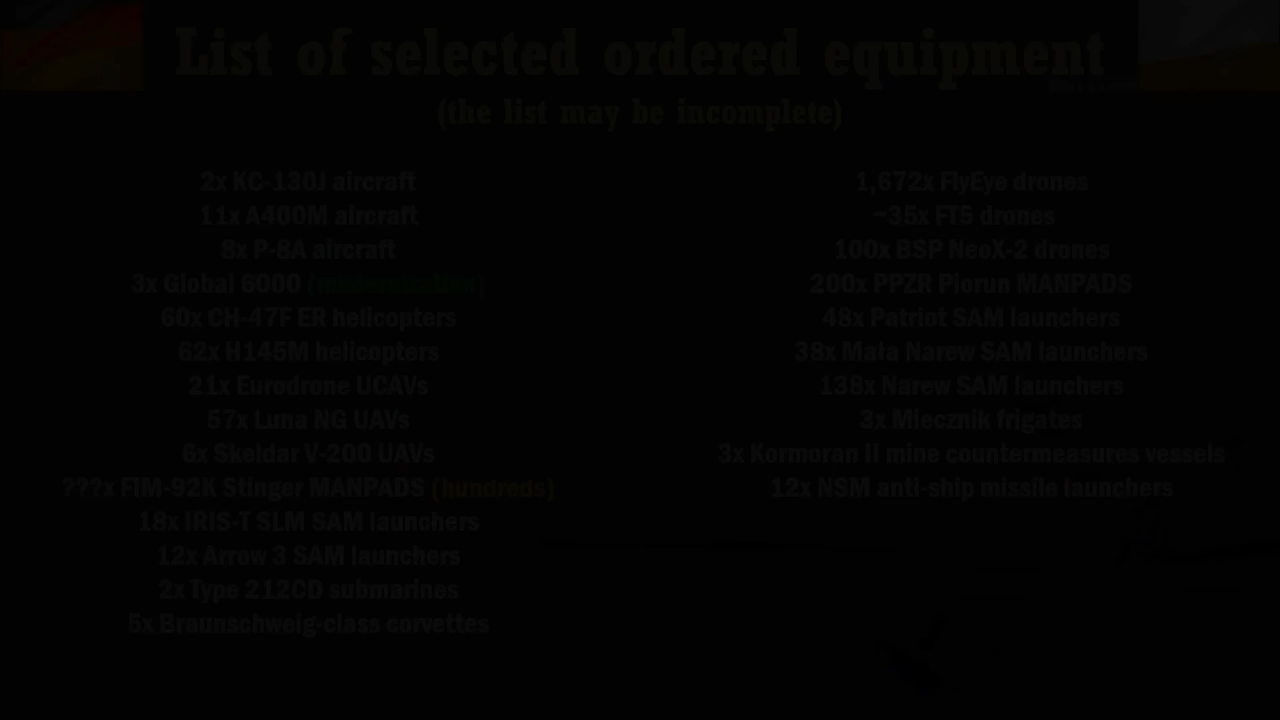 List of selected ordered equipment
(the list may be incomplete)
2x KC-130J aircraft
11x A400M aircraft
8x P-8A aircraft
3x Global 6000 (modernization)
60x CH-47F ER helicopters
62x H145M helicopters
21x Eurodrone UCAVs
57x Luna NG UAVs
6x Skeldar V-200 UAVs
???x FIM-92K Stinger MANPADS (hundreds)
18x IRIS-T SLM SAM launchers
12x Arrow 3 SAM launchers
2x Type 212CD submarines
5x Braunschweig-class corvettes
1,672x FlyEye drones
~35x FT5 drones
100x BSP NeoX-2 drones
200x PPZR Piorun MANPADS
48x Patriot SAM launchers
38x Mała Narew SAM launchers
138x Narew SAM launchers
3x Miecznik frigates
3x Kormoran II mine countermeasures vessels
12x NSM anti-ship missile launchers